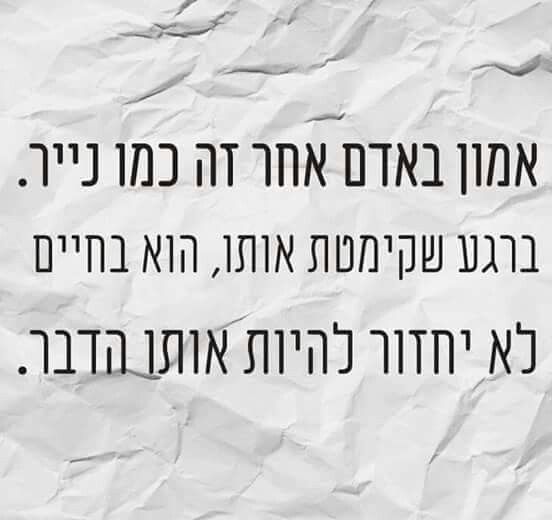 אמון באדם אחר זה כמו נייר.
ברגע שקימטת אותו, הוא בחיים
לא יחזור להיות אותו הדבר.